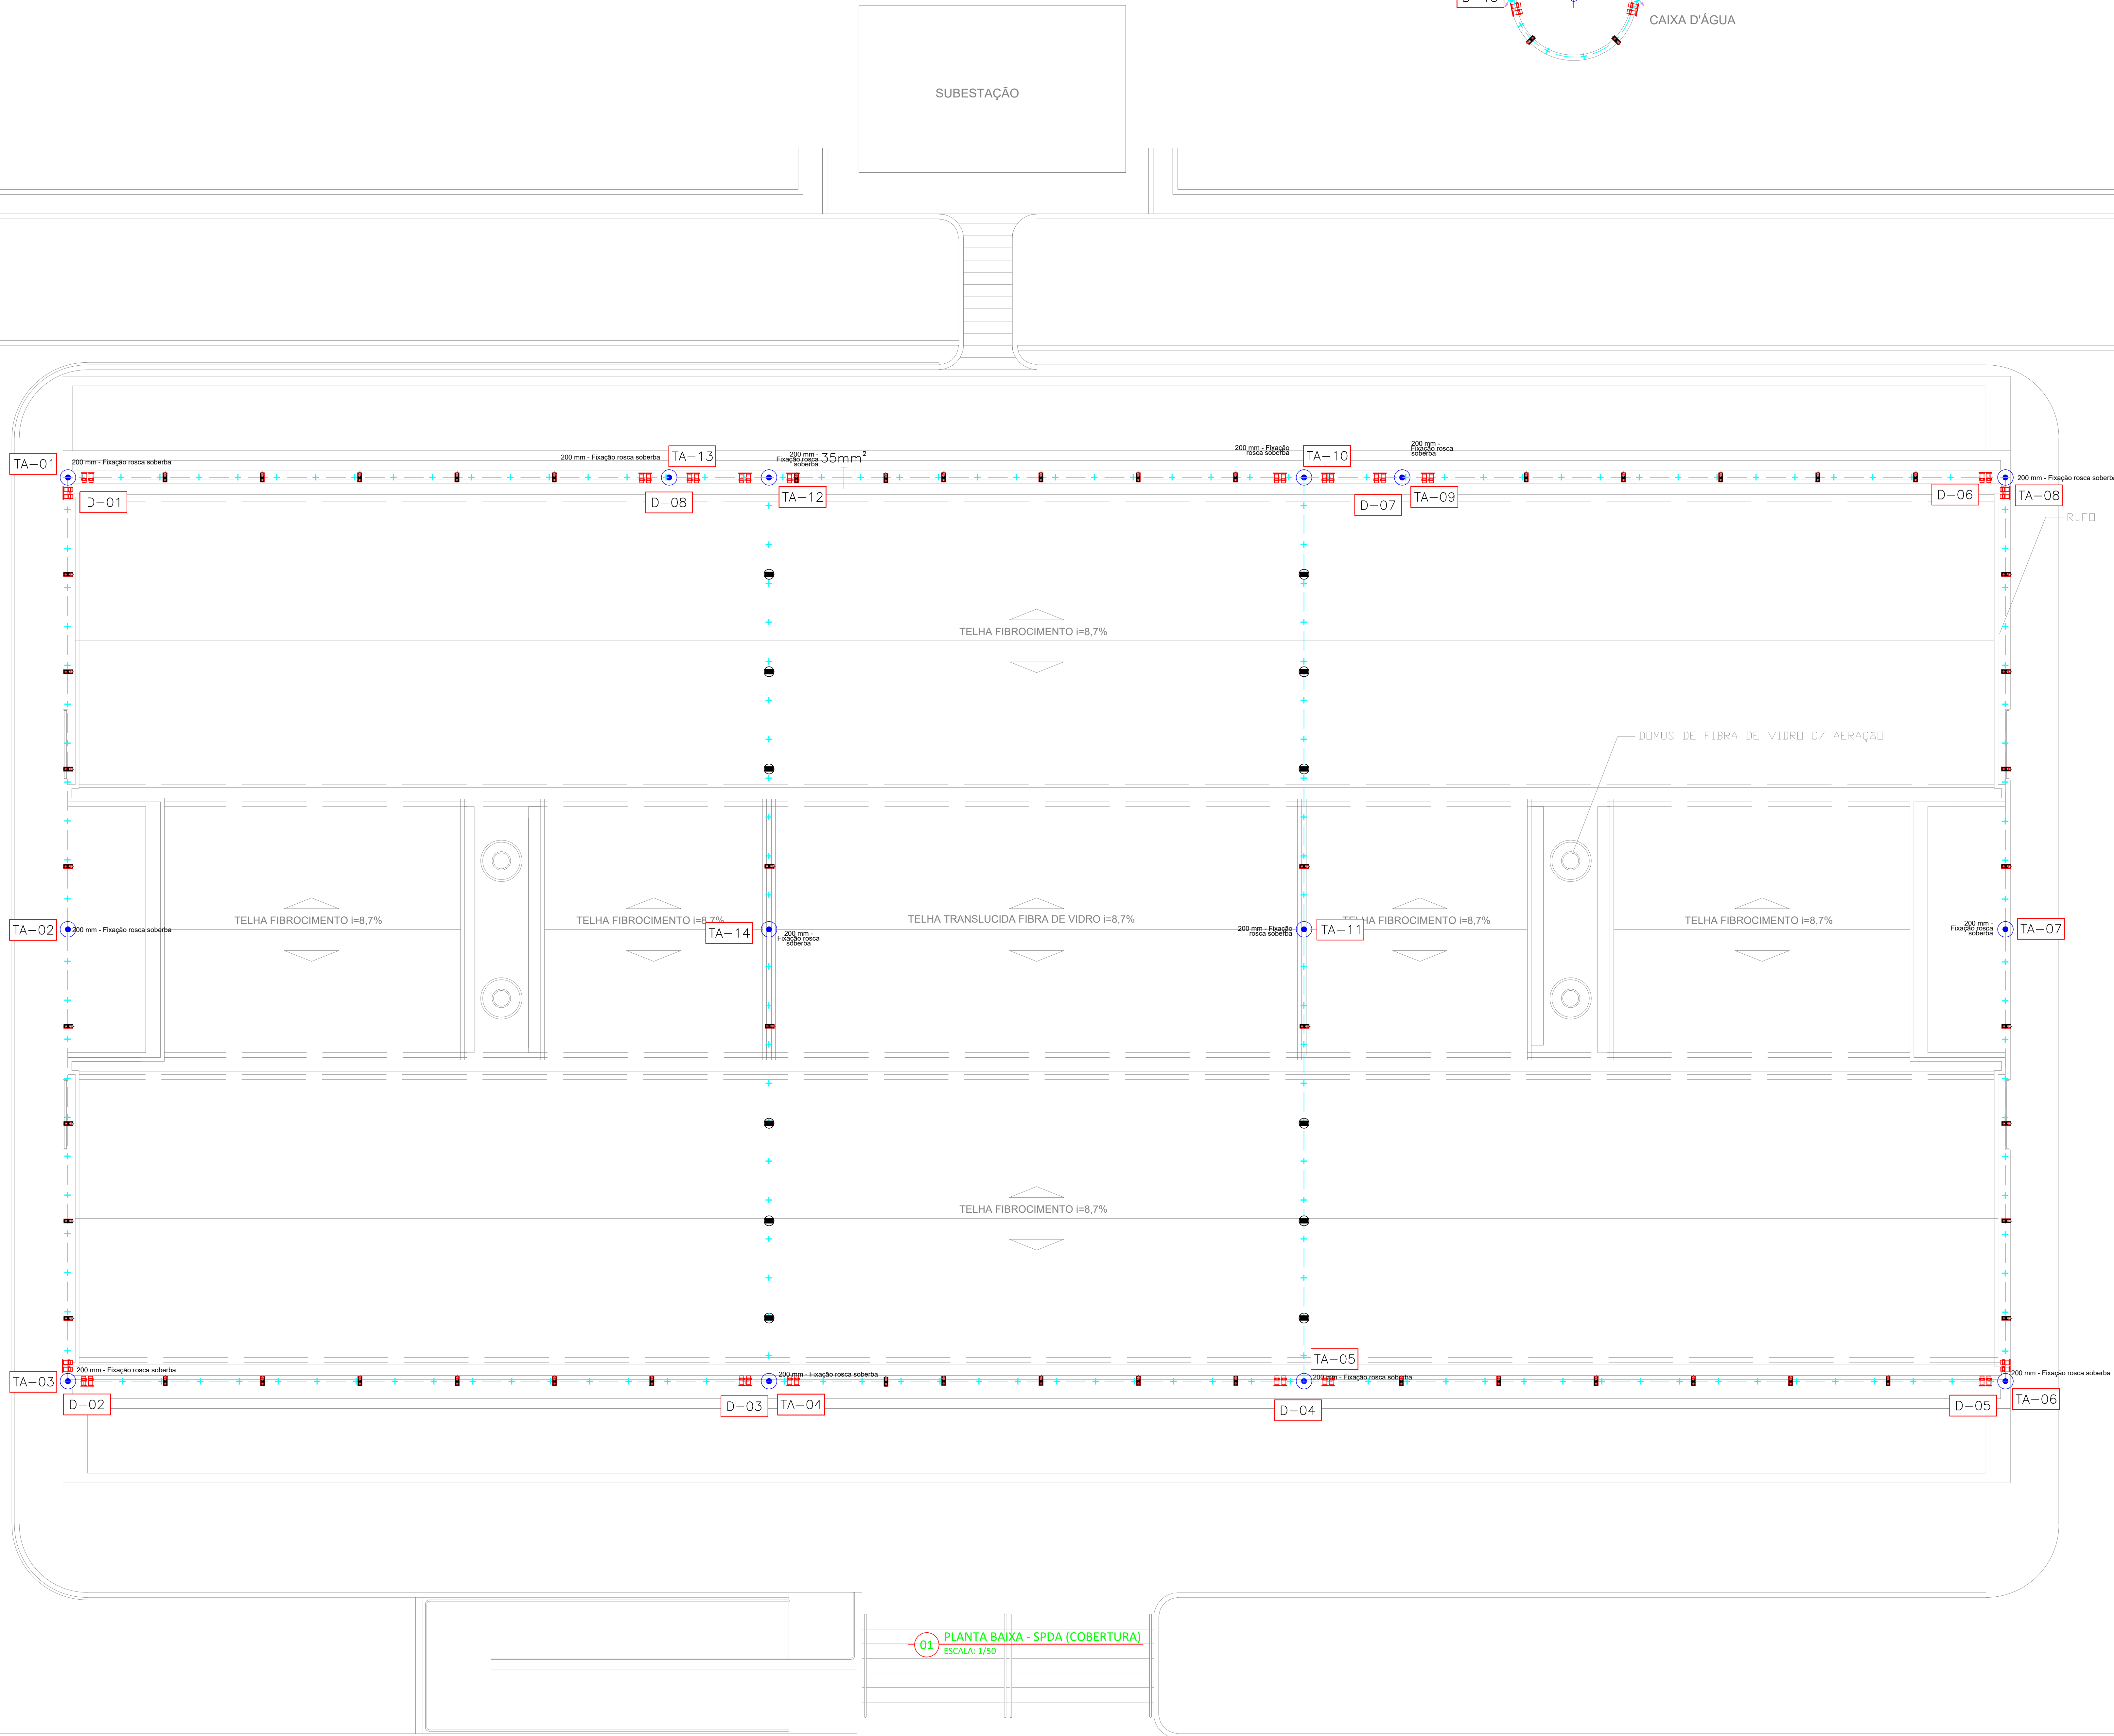 CAIXA D'ÁGUA
SUBESTAÇÃO
TA-01
200 mm - Fixação rosca soberba
D-01
200 mm - Fixação rosca soberba
TA-13
D-08
200 mm -
Fixação rosca
soberba
35mm²
TA-12
200 mm - Fixação
rosca soberba
TA-10
200 mm -
Fixação rosca
soberba
D-07
TA-09
D-06
200 mm - Fixação rosca soberba
TA-08
RUFO
TELHA FIBROCIMENTO i=8,7%
DOMUS DE FIBRA DE VIDRO C/ AERAÇÃO
TA-02
200 mm - Fixação rosca soberba
TELHA FIBROCIMENTO i=8,7%
TELHA FIBROCIMENTO i=8,7%
TA-14
200 mm -
Fixação rosca
soberba
TELHA TRANSLUCIDA FIBRA DE VIDRO i=8,7%
200 mm - Fixação
rosca soberba
TA-11
TELHA FIBROCIMENTO i=8,7%
TELHA FIBROCIMENTO i=8,7%
200 mm -
Fixação rosca
soberba
TA-07
TELHA FIBROCIMENTO i=8,7%
TA-03
200 mm - Fixação rosca soberba
D-02
D-03
200 mm - Fixação rosca soberba
TA-04
TA-05
200 mm - Fixação rosca soberba
D-04
D-05
200 mm - Fixação rosca soberba
TA-06
01
PLANTA BAIXA - SPDA (COBERTURA)
ESCALA: 1/50